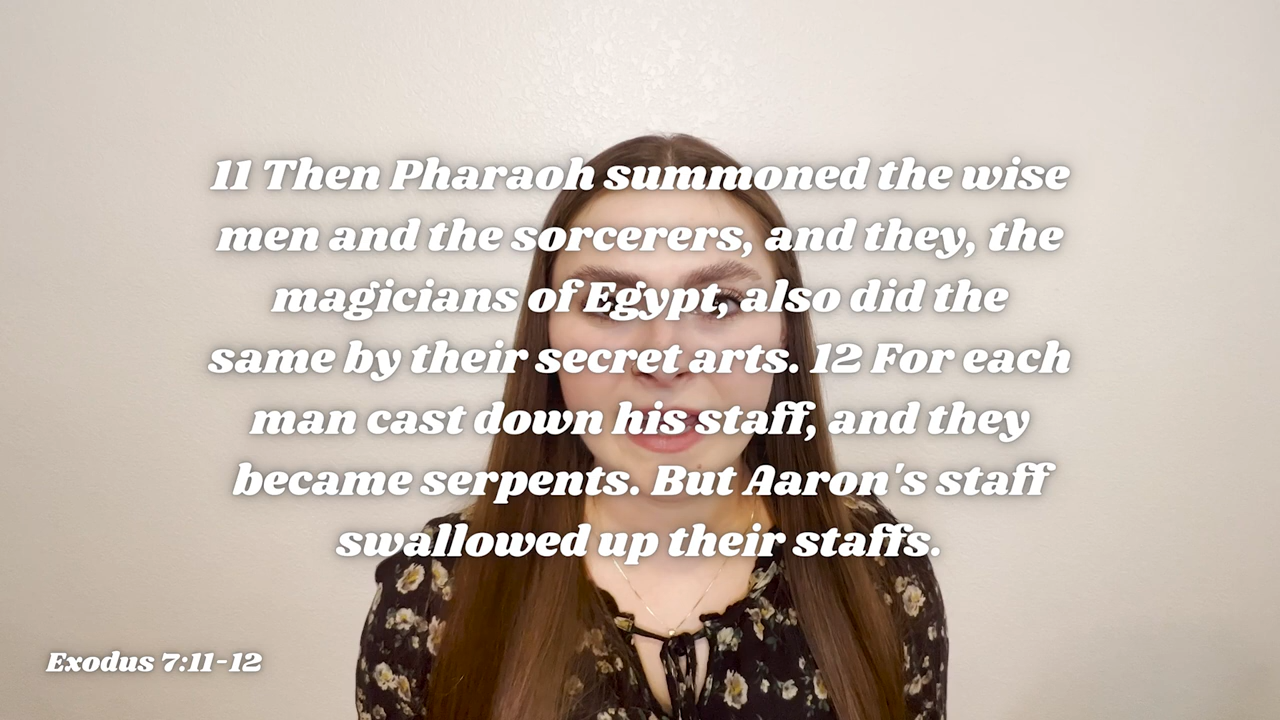 11 Then Pharaoh summoned the wise
men and the sorcerers, and they, the
magicians of Egypt, also did the
same by their secret arts. 12 For each
man cast down his staff, and they
became serpents. But Aaron's staff
swallowed up their staffs.
Exodus 7:11-12